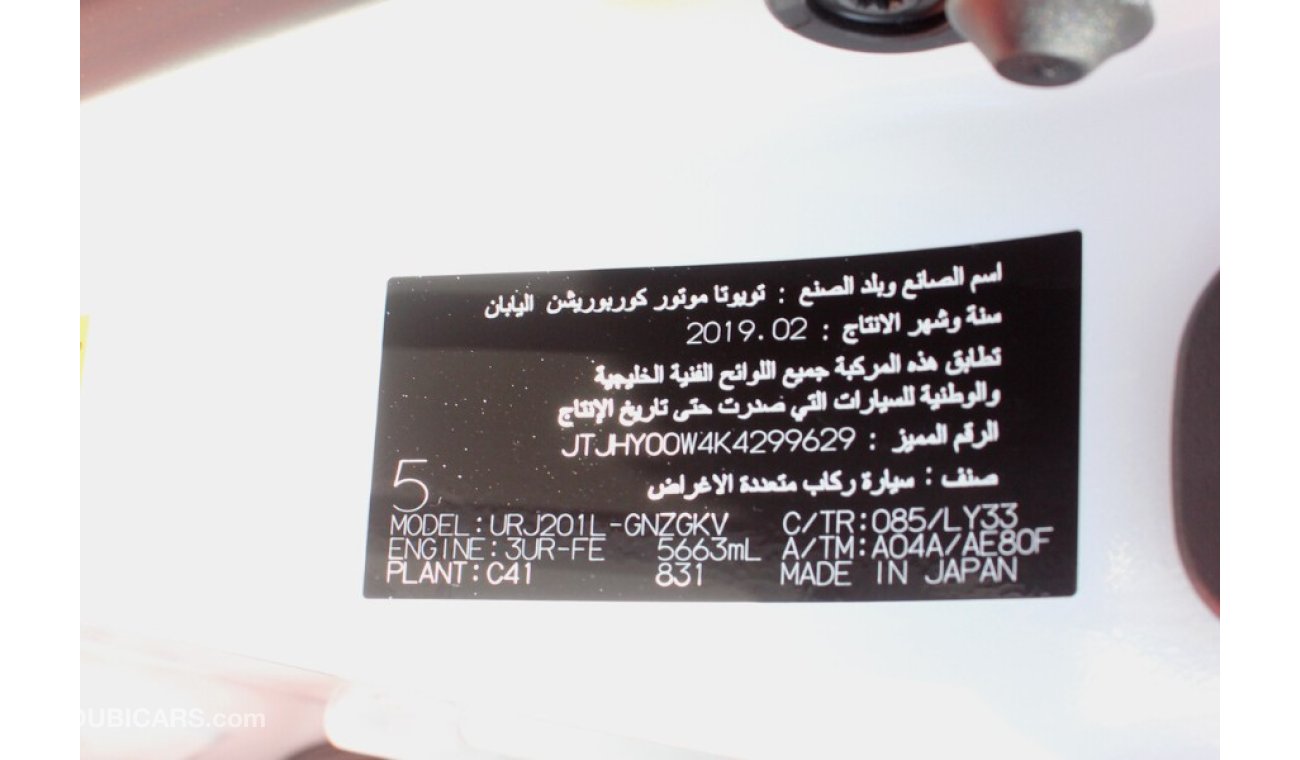 اسم الصانع وبلد الصنع : تويوتا موتور كوربوريشن اليابان
سنة وشهر الانتاج : 2019.02
تطابق هذه المركبة جميع اللوائح الفنية الخليجية
والوطنية للسيارات التي صدرت حتى تاريخ الإنتاج
الرقم المميز : JTJHY00W4K4299629
صنف : سيارة ركاب متعددة الاغراض
5
MODEL:URJ201L-GNZGKV C/TR:085/LY33
ENGINE:3UR-FE 5663mL A/TM:A04A/AE80F
PLANT:C41 831 MADE IN JAPAN
DUBICARS.com